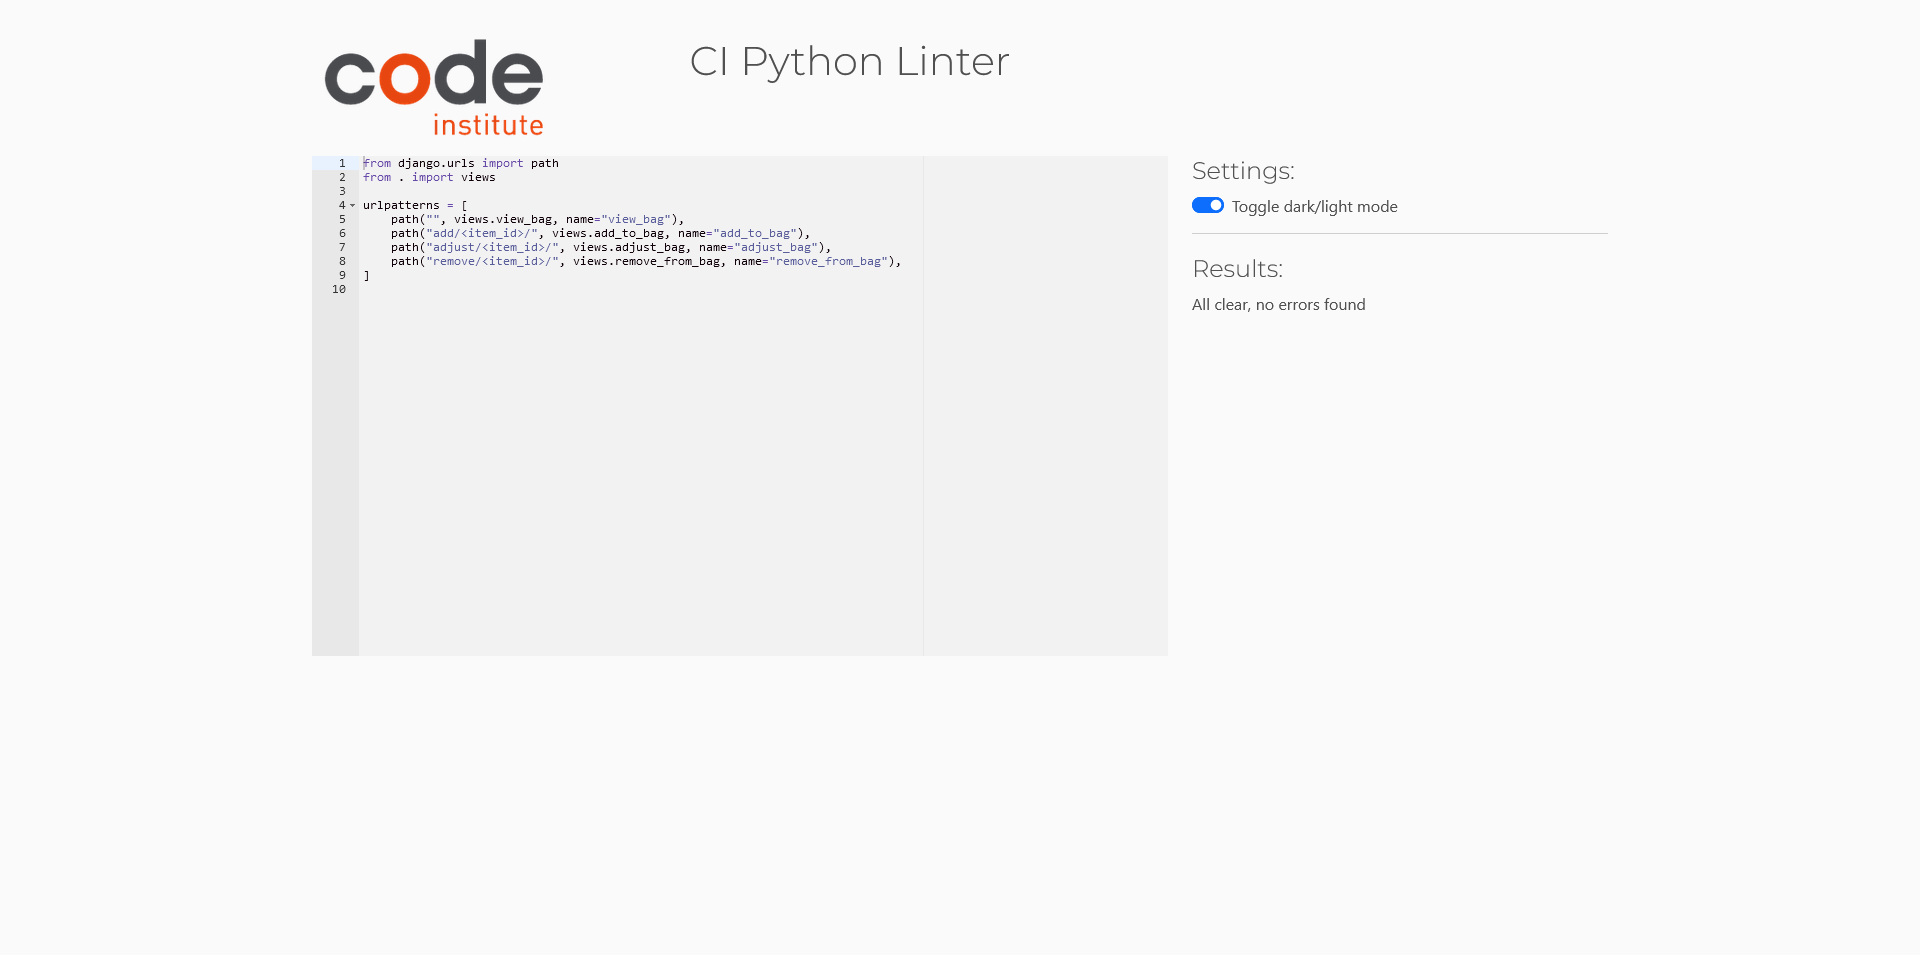 code
institute
CI Python Linter
1 from django.urls import path
2 from . import views
3
4 urlpatterns = [
5     path("", views.view_bag, name="view_bag"),
6     path("add/<item_id>/", views.add_to_bag, name="add_to_bag"),
7     path("adjust/<item_id>/", views.adjust_bag, name="adjust_bag"),
8     path("remove/<item_id>/", views.remove_from_bag, name="remove_from_bag"),
9 ]
10
Settings:
Toggle dark/light mode
Results:
All clear, no errors found